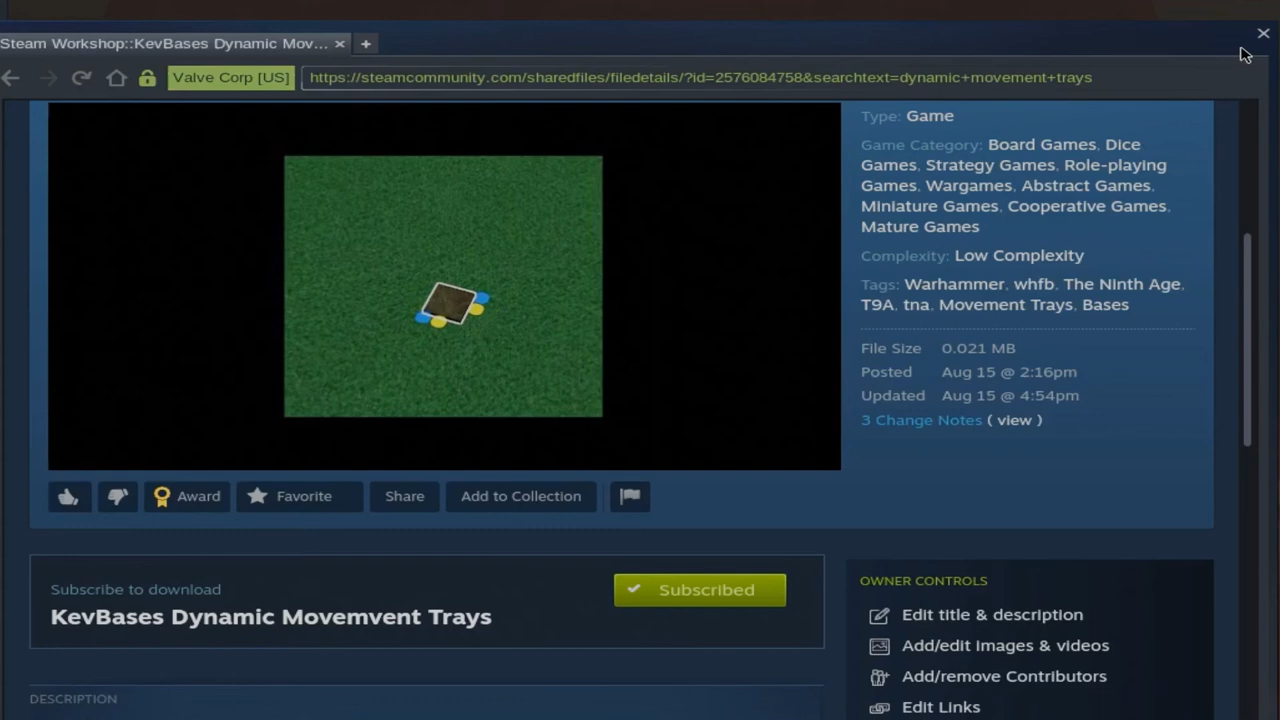 Steam Workshop::KevBases Dynamic Mov...
Valve Corp [US]
https://steamcommunity.com/sharedfiles/filedetails/?id=2576084758&searchtext=dynamic+movement+trays
Type: Game
Game Category: Board Games, Dice
Games, Strategy Games, Role-playing
Games, Wargames, Abstract Games,
Miniature Games, Cooperative Games,
Mature Games
Complexity: Low Complexity
Tags: Warhammer, whfb, The Ninth Age,
T9A, tna, Movement Trays, Bases
File Size 0.021 MB
Posted Aug 15 @ 2:16pm
Updated Aug 15 @ 4:54pm
3 Change Notes ( view )
Award
Favorite
Share
Add to Collection
Subscribe to download
KevBases Dynamic Movemvent Trays
Subscribed
DESCRIPTION
OWNER CONTROLS
Edit title & description
Add/edit images & videos
Add/remove Contributors
Edit Links